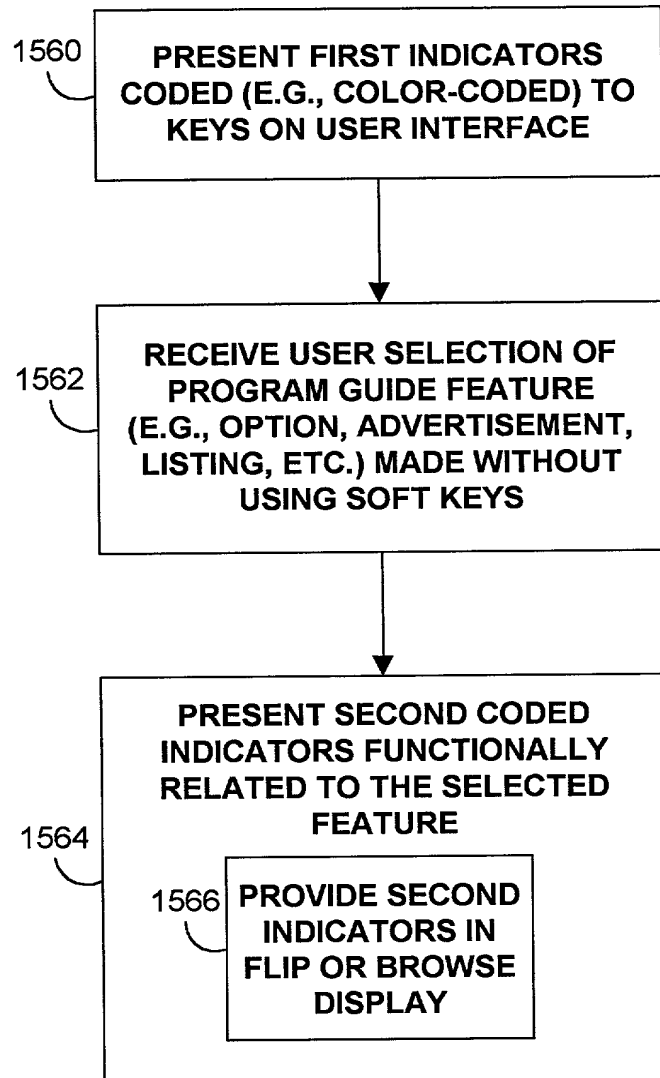 1560
PRESENT FIRST INDICATORS
CODED (E.G., COLOR-CODED) TO
KEYS ON USER INTERFACE
1562
RECEIVE USER SELECTION OF
PROGRAM GUIDE FEATURE
(E.G., OPTION, ADVERTISEMENT,
LISTING, ETC.) MADE WITHOUT
USING SOFT KEYS
1564
PRESENT SECOND CODED
INDICATORS FUNCTIONALLY
RELATED TO THE SELECTED
FEATURE
1566
PROVIDE SECOND
INDICATORS IN
FLIP OR BROWSE
DISPLAY